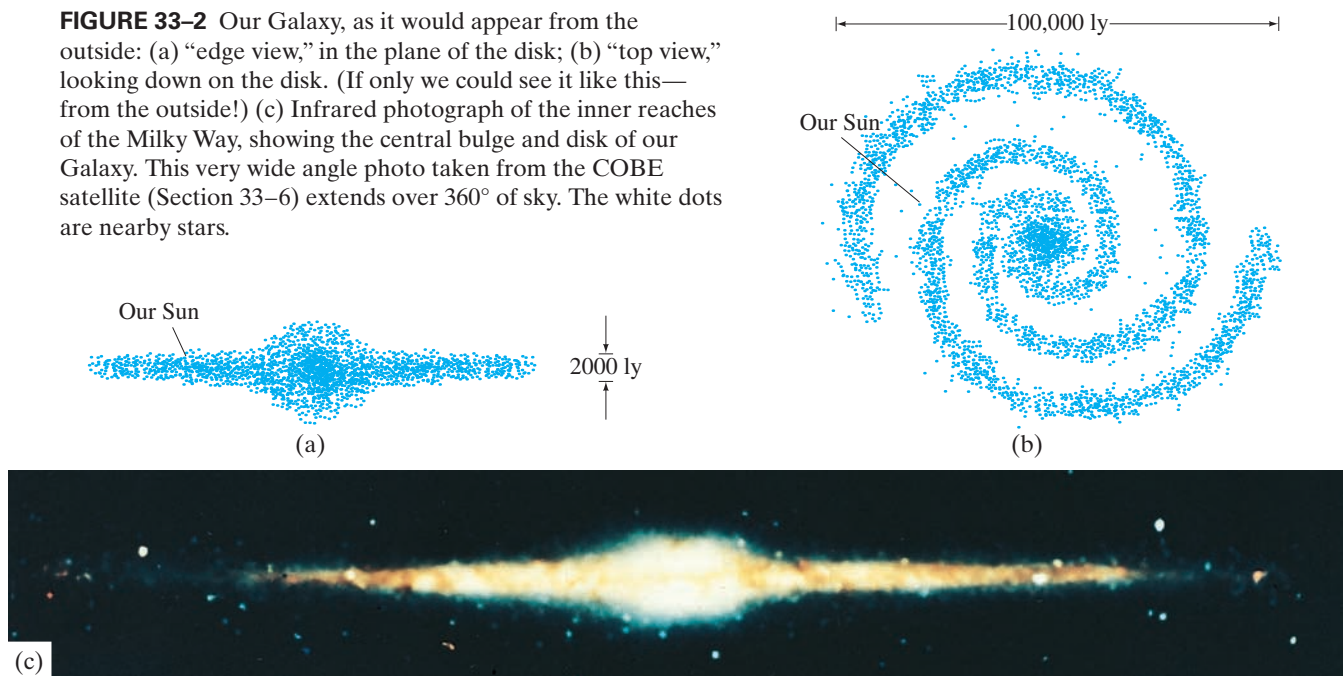 FIGURE 33–2 Our Galaxy, as it would appear from the
outside: (a) “edge view,” in the plane of the disk; (b) “top view,”
looking down on the disk. (If only we could see it like this—
from the outside!) (c) Infrared photograph of the inner reaches
of the Milky Way, showing the central bulge and disk of our
Galaxy. This very wide angle photo taken from the COBE
satellite (Section 33–6) extends over 360° of sky. The white dots
are nearby stars.
Our Sun
2000 ly
(a)
100,000 ly
Our Sun
(b)
(c)